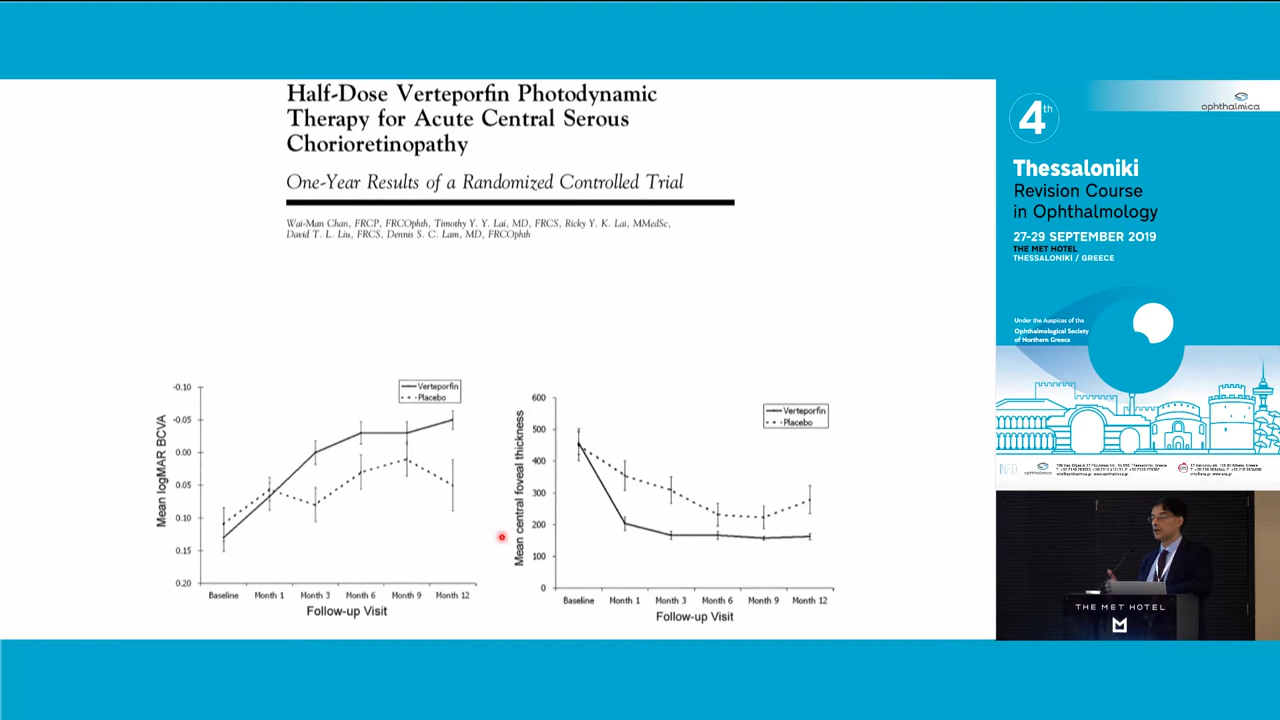 Half-Dose Verteporfin Photodynamic
Therapy for Acute Central Serous
Chorioretinopathy
One-Year Results of a Randomized Controlled Trial
Wai-Man Chan, FRCP, FRCOphth, Timothy Y. Y. Lai, MD, FRCS, Ricky Y. K. Lai, MMedSc,
David T. L. Liu, FRCS, Dennis S. C. Lam, MD, FRCOphth
Mean logMAR BCVA
-0.10
-0.05
0.00
0.05
0.10
0.15
0.20
Verteporfin
Placebo
Baseline Month 1 Month 3 Month 6 Month 9 Month 12
Follow-up Visit
Mean central foveal thickness
600
500
400
300
200
100
0
Verteporfin
Placebo
Baseline Month 1 Month 3 Month 6 Month 9 Month 12
Follow-up Visit
ophthalmica
4th
Thessaloniki
Revision Course
in Ophthalmology
27-29 SEPTEMBER 2019
THE MET HOTEL
THESSALONIKI / GREECE
Under the Auspices of the
Ophthalmological Society
of Northern Greece
ophthalmica
THE MET HOTEL
M